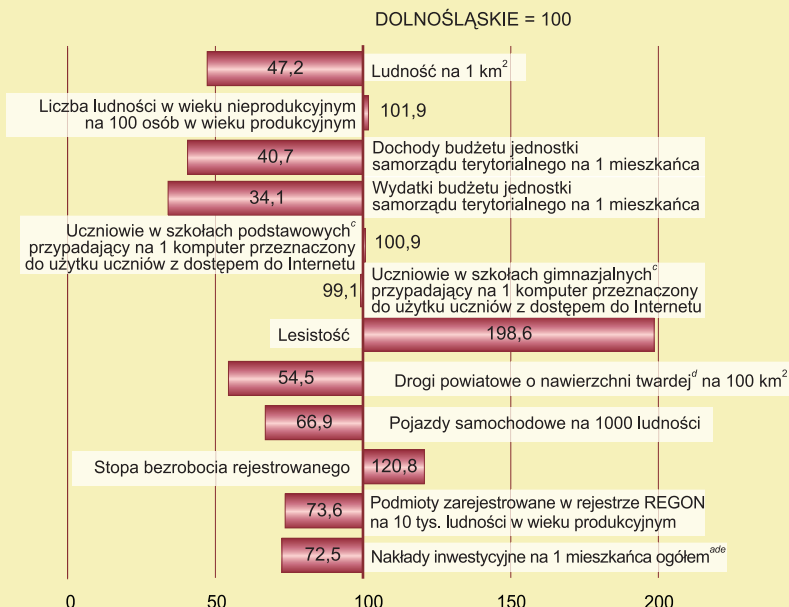 DOLNOŚLĄSKIE = 100
47,2
Ludność na 1 km²
Liczba ludności w wieku nieprodukcyjnym
na 100 osób w wieku produkcyjnym
101,9
40,7
Dochody budżetu jednostki
samorządu terytorialnego na 1 mieszkańca
34,1
Wydatki budżetu jednostki
samorządu terytorialnego na 1 mieszkańca
Uczniowie w szkołach podstawowychᶜ
przypadający na 1 komputer przeznaczony
do użytku uczniów z dostępem do Internetu
100,9
99,1
Uczniowie w szkołach gimnazjalnychᶜ
przypadający na 1 komputer przeznaczony
do użytku uczniów z dostępem do Internetu
Lesistość
198,6
54,5
Drogi powiatowe o nawierzchni twardejᵈ na 100 km²
66,9
Pojazdy samochodowe na 1000 ludności
Stopa bezrobocia rejestrowanego
120,8
73,6
Podmioty zarejestrowane w rejestrze REGON
na 10 tys. ludności w wieku produkcyjnym
72,5
Nakłady inwestycyjne na 1 mieszkańca ogółemᵃᵈᵉ
0 50 100 150 200